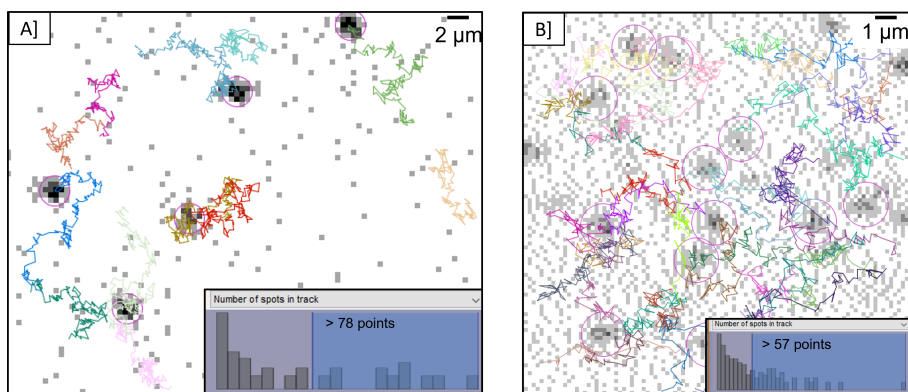 A]
2 µm
Number of spots in track
> 78 points
B]
1 µm
Number of spots in track
> 57 points